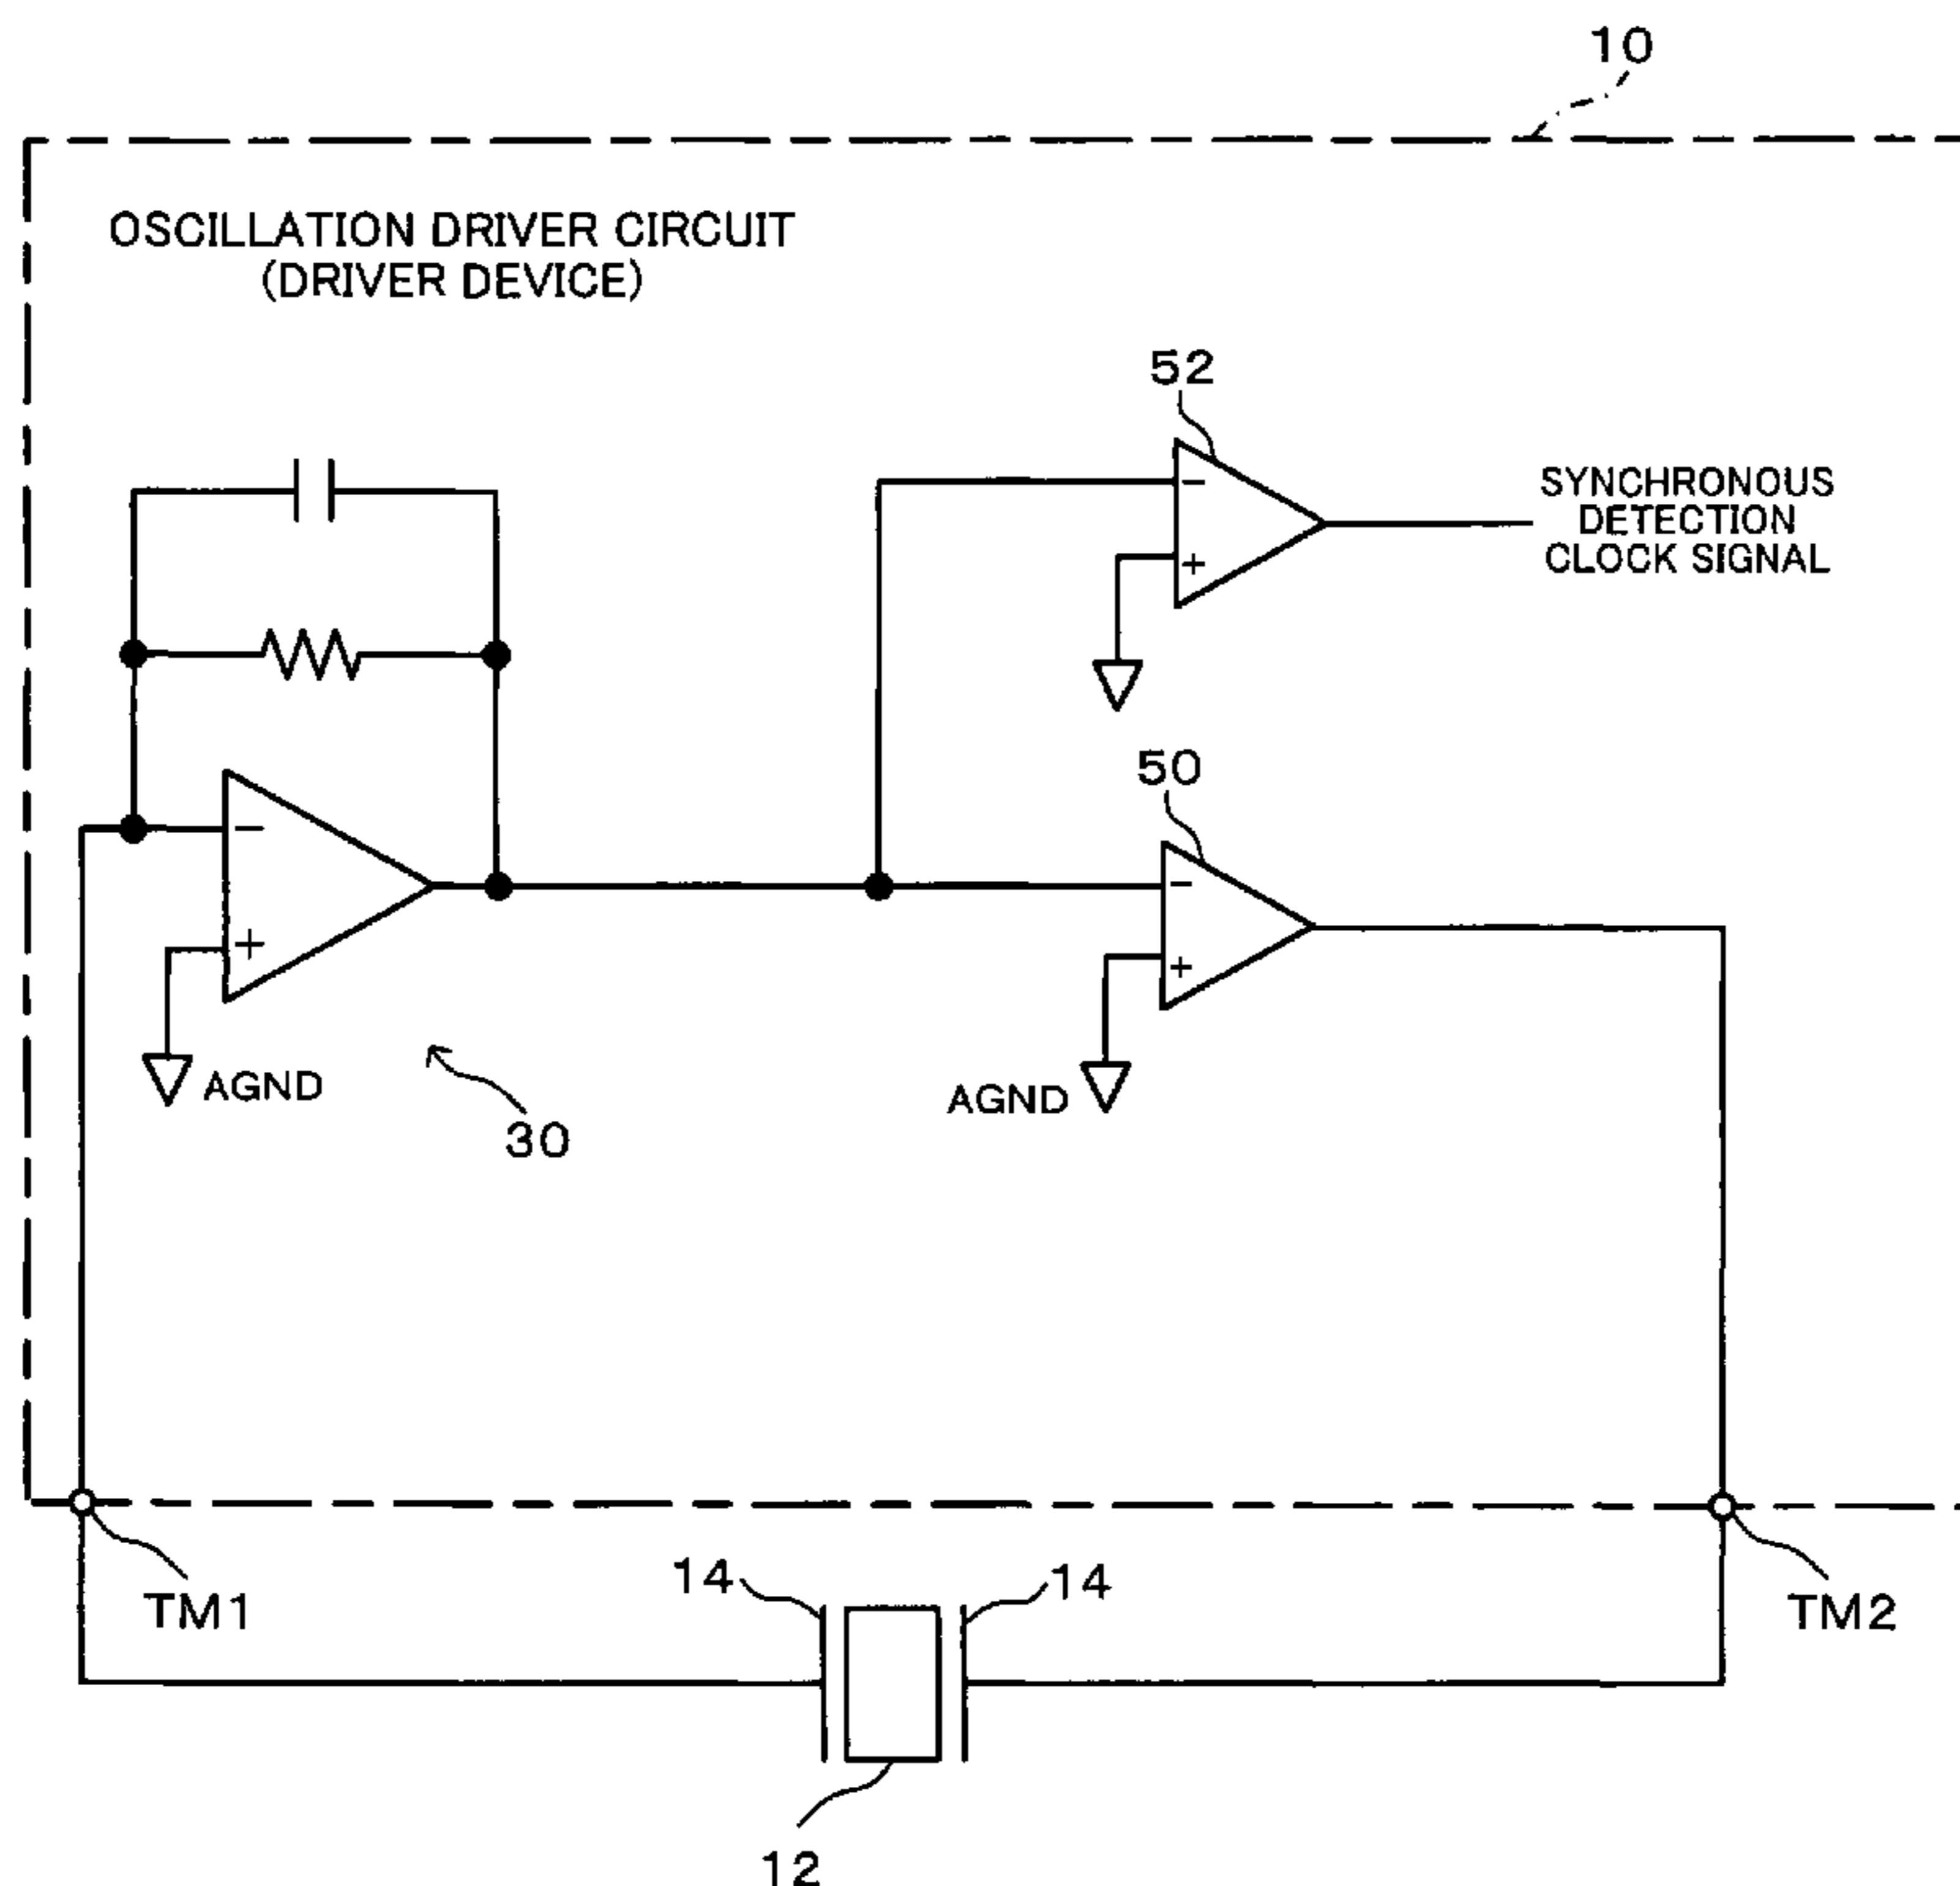 10
OSCILLATION DRIVER CIRCUIT
(DRIVER DEVICE)
52
−
+
SYNCHRONOUS
DETECTION
CLOCK SIGNAL
50
−
+
−
+
AGND
AGND
30
TM1
14
14
TM2
12